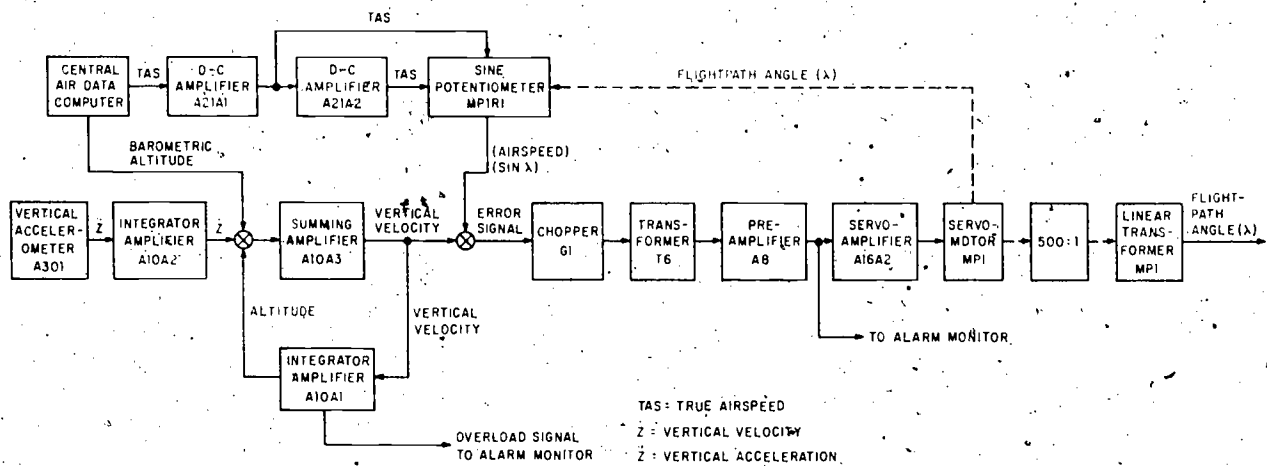 TAS
CENTRAL
AIR DATA
COMPUTER
TAS
D-C
AMPLIFIER
A21A1
D-C
AMPLIFIER
A21A2
TAS
SINE
POTENTIOMETER
MP1R1
FLIGHTPATH ANGLE (λ)
BAROMETRIC
ALTITUDE
(AIRSPEED)
(SIN λ)
VERTICAL
ACCELER-
OMETER
A301
Z̈
INTEGRATOR
AMPLIFIER
A10A2
Ż
SUMMING
AMPLIFIER
A10A3
VERTICAL
VELOCITY
ERROR
SIGNAL
CHOPPER
G1
TRANS-
FORMER
T6
PRE-
AMPLIFIER
A8
SERVO-
AMPLIFIER
A16A2
SERVO-
MOTOR
MP1
500:1
LINEAR
TRANS-
FORMER
MP1
FLIGHT-
PATH
ANGLE(λ)
ALTITUDE
VERTICAL
VELOCITY
TO ALARM MONITOR
INTEGRATOR
AMPLIFIER
A10A1
OVERLOAD SIGNAL
TO ALARM MONITOR
TAS = TRUE AIRSPEED
Ż = VERTICAL VELOCITY
Z̈ = VERTICAL ACCELERATION